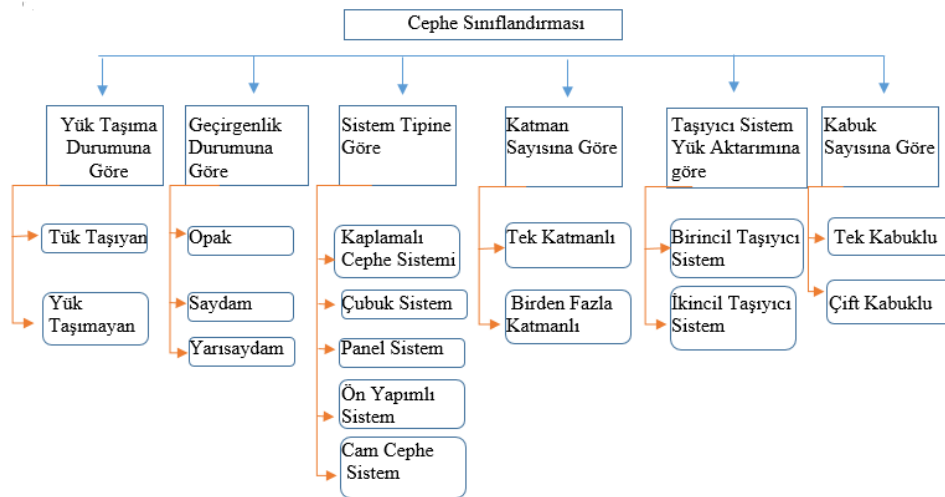 Cephe Sınıflandırması
Yük Taşıma
Durumuna
Göre
Tük Taşıyan
Yük
Taşımayan
Geçirgenlik
Durumuna
Göre
Opak
Saydam
Yarısaydam
Sistem Tipine
Göre
Kaplamalı
Cephe Sistemi
Çubuk Sistem
Panel Sistem
Ön Yapımlı
Sistem
Cam Cephe
Sistem
Katman
Sayısına Göre
Tek Katmanlı
Birden Fazla
Katmanlı
Taşıyıcı Sistem
Yük Aktarımına
göre
Birincil Taşıyıcı
Sistem
İkincil Taşıyıcı
Sistem
Kabuk
Sayısına Göre
Tek Kabuklu
Çift Kabuklu